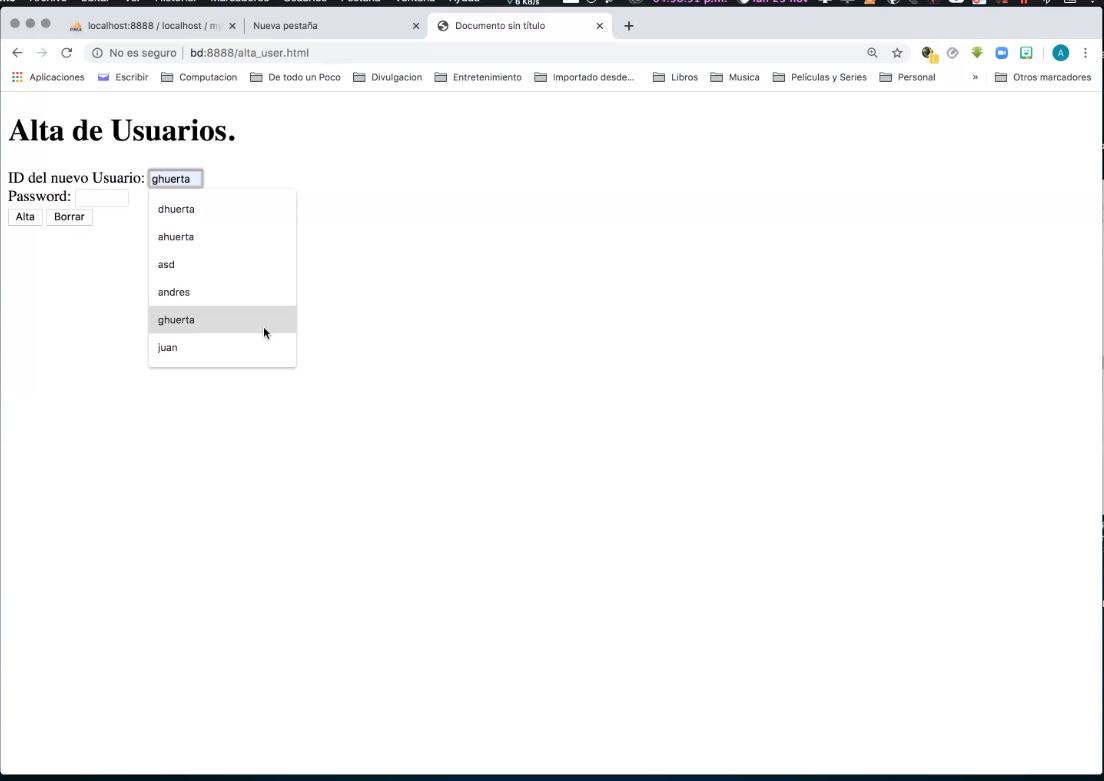 6 KB/s
localhost:8888 / localhost / my
Nueva pestaña
Documento sin título
No es seguro
bd:8888/alta_user.html
A
Aplicaciones
Escribir
Computacion
De todo un Poco
Divulgacion
Entretenimiento
Importado desde...
Libros
Musica
Películas y Series
Personal
»
Otros marcadores
Alta de Usuarios.
ID del nuevo Usuario: ghuerta
Password:
Alta Borrar
dhuerta
ahuerta
asd
andres
ghuerta
juan